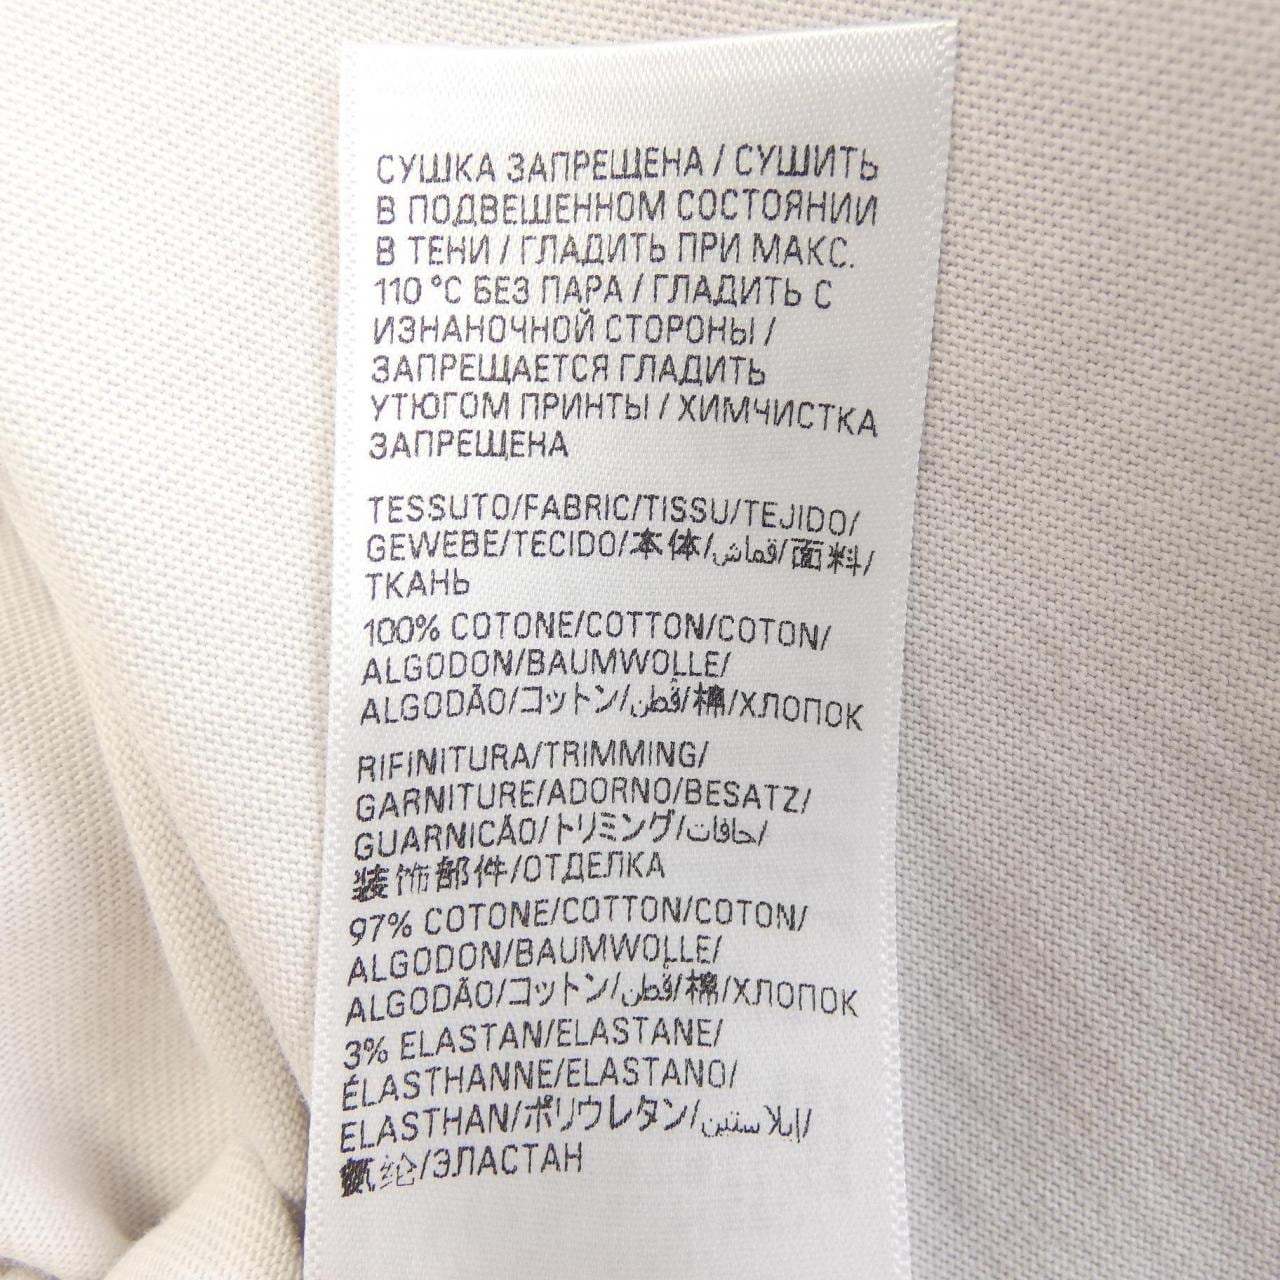 СУШКА ЗАПРЕЩЕНА / СУШИТЬ
В ПОДВЕШЕННОМ СОСТОЯНИИ
В ТЕНИ / ГЛАДИТЬ ПРИ МАКС.
110 °C БЕЗ ПАРА / ГЛАДИТЬ С
ИЗНАНОЧНОЙ СТОРОНЫ /
ЗАПРЕЩАЕТСЯ ГЛАДИТЬ
УТЮГОМ ПРИНТЫ / ХИМЧИСТКА
ЗАПРЕЩЕНА
TESSUTO/FABRIC/TISSU/TEJIDO/
GEWEBE/TECIDO/本体/قماش/面料/
ТКАНЬ
100% COTONE/COTTON/COTON/
ALGODON/BAUMWOLLE/
ALGODÃO/コットン/قُطن/棉/ХЛОПОК
RIFINITURA/TRIMMING/
GARNITURE/ADORNO/BESATZ/
GUARNICÃO/トリミング/حافات/
装饰部件/ОТДЕЛКА
97% COTONE/COTTON/COTON/
ALGODON/BAUMWOLLE/
ALGODÃO/コットン/قُطن/棉/ХЛОПОК
3% ELASTAN/ELASTANE/
ÉLASTHANNE/ELASTANO/
ELASTHAN/ポリウレタン/إيلاستين/
氨纶/ЭЛАСТАН